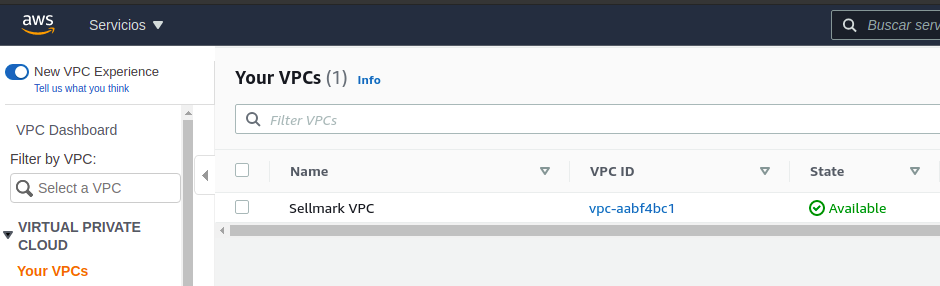 aws
Servicios
Buscar serv
New VPC Experience
Tell us what you think
VPC Dashboard
Filter by VPC:
Select a VPC
VIRTUAL PRIVATE
CLOUD
Your VPCs
Your VPCs (1) Info
Filter VPCs
Name VPC ID State
Sellmark VPC vpc-aabf4bc1 Available